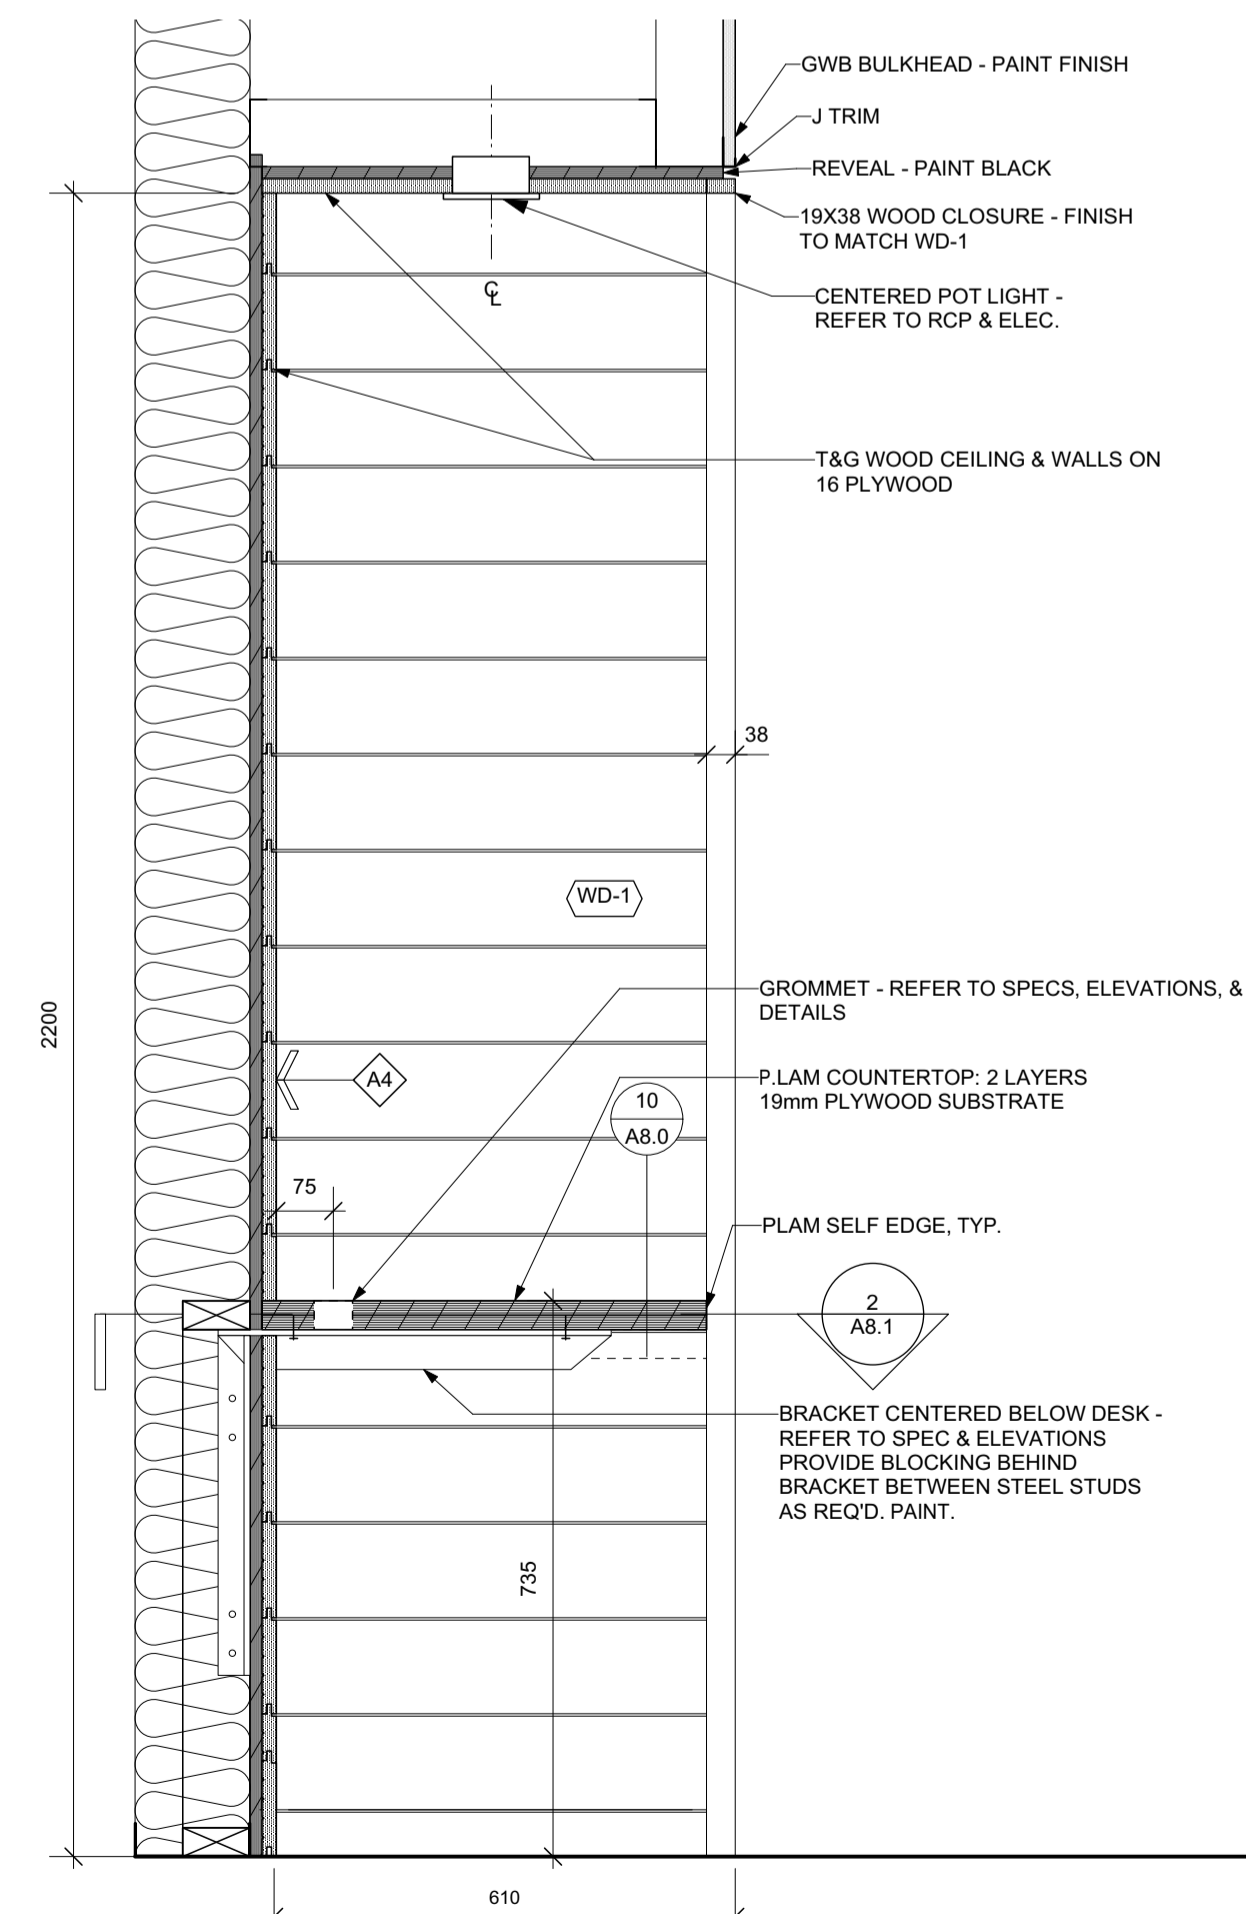 GWB BULKHEAD - PAINT FINISH
J TRIM
REVEAL - PAINT BLACK
19X38 WOOD CLOSURE - FINISH
TO MATCH WD-1
CENTERED POT LIGHT -
REFER TO RCP & ELEC.
℄
T&G WOOD CEILING & WALLS ON
16 PLYWOOD
38
WD-1
2200
GROMMET - REFER TO SPECS, ELEVATIONS, &
DETAILS
A4
P.LAM COUNTERTOP: 2 LAYERS
19mm PLYWOOD SUBSTRATE
10
A8.0
75
PLAM SELF EDGE, TYP.
2
A8.1
BRACKET CENTERED BELOW DESK -
REFER TO SPEC & ELEVATIONS
PROVIDE BLOCKING BEHIND
BRACKET BETWEEN STEEL STUDS
AS REQ'D. PAINT.
735
610